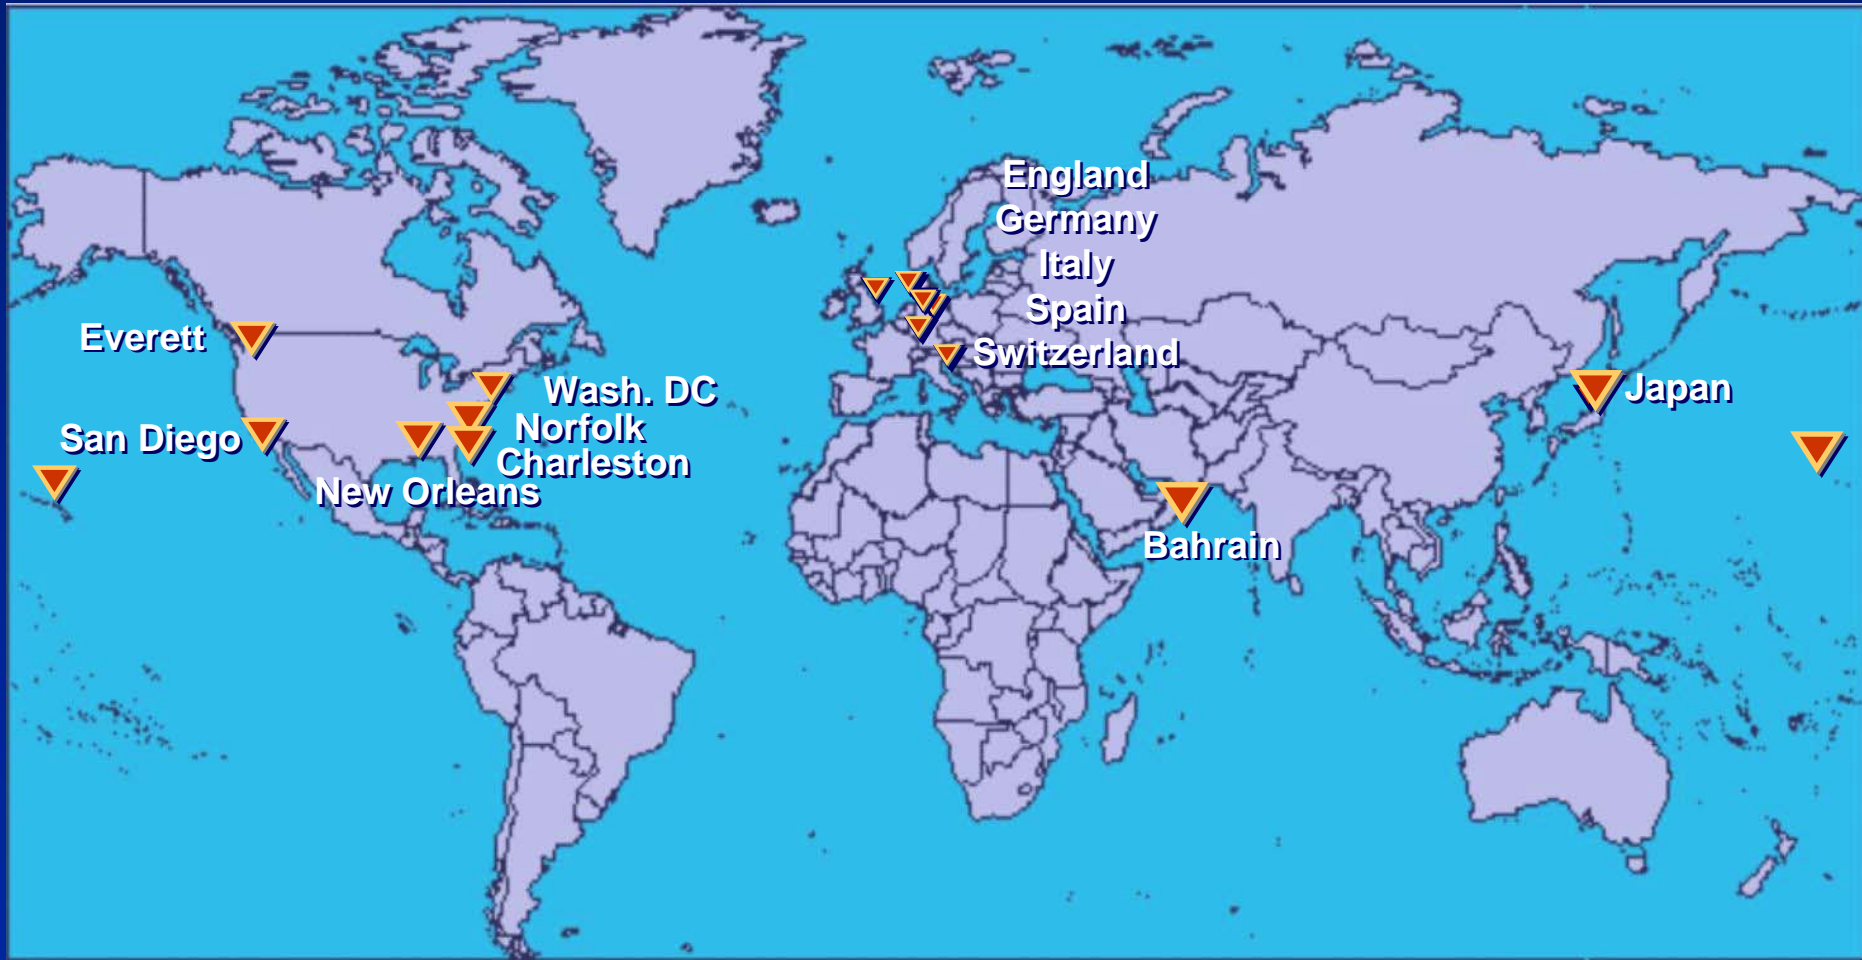 England
Germany
Italy
Spain
Switzerland
Everett
Wash. DC
Norfolk
San Diego
Charleston
New Orleans
Japan
Bahrain